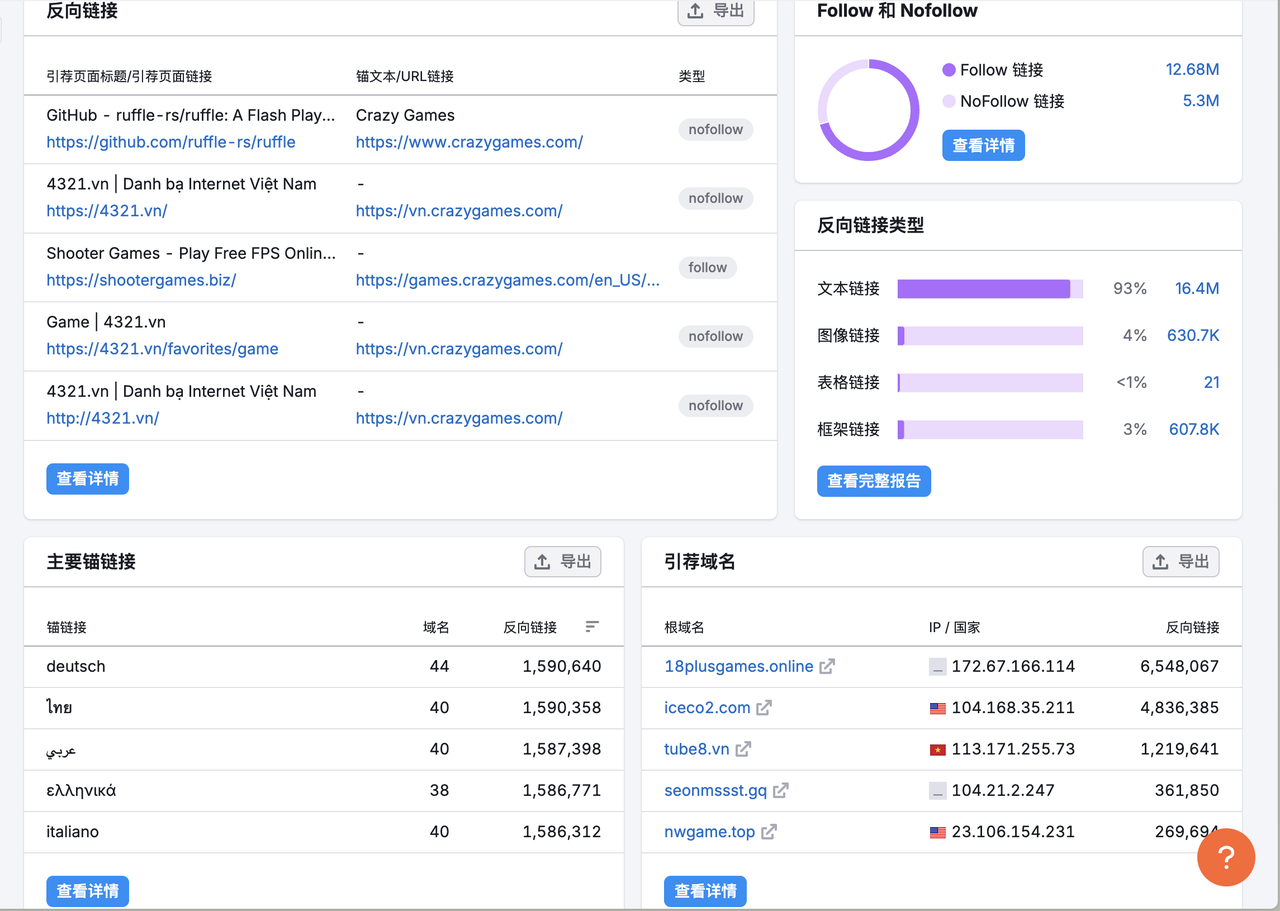 反向链接
导出
引荐页面标题/引荐页面链接 锚文本/URL链接 类型
GitHub - ruffle-rs/ruffle: A Flash Play... Crazy Games nofollow
https://github.com/ruffle-rs/ruffle https://www.crazygames.com/
4321.vn | Danh bạ Internet Việt Nam - nofollow
https://4321.vn/ https://vn.crazygames.com/
Shooter Games - Play Free FPS Onlin... - follow
https://shootergames.biz/ https://games.crazygames.com/en_US/...
Game | 4321.vn - nofollow
https://4321.vn/favorites/game https://vn.crazygames.com/
4321.vn | Danh bạ Internet Việt Nam - nofollow
http://4321.vn/ https://vn.crazygames.com/
查看详情
Follow 和 Nofollow
Follow 链接 12.68M
NoFollow 链接 5.3M
查看详情
反向链接类型
文本链接 93% 16.4M
图像链接 4% 630.7K
表格链接 <1% 21
框架链接 3% 607.8K
查看完整报告
主要锚链接
导出
锚链接 域名 反向链接
deutsch 44 1,590,640
ไทย 40 1,590,358
عربي 40 1,587,398
ελληνικά 38 1,586,771
italiano 40 1,586,312
查看详情
引荐域名
导出
根域名 IP / 国家 反向链接
18plusgames.online 172.67.166.114 6,548,067
iceco2.com 104.168.35.211 4,836,385
tube8.vn 113.171.255.73 1,219,641
seonmssst.gq 104.21.2.247 361,850
nwgame.top 23.106.154.231 269,694
查看详情
?